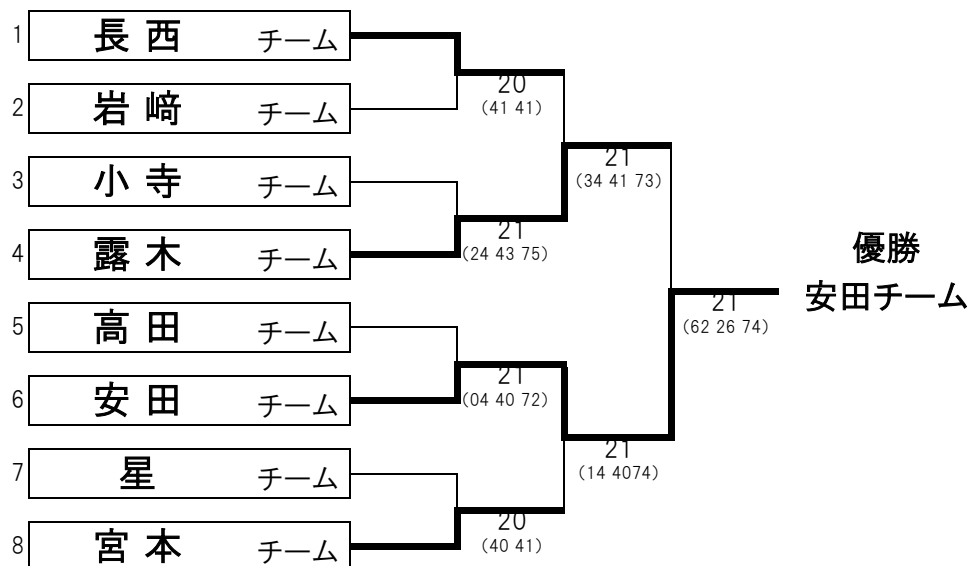 1 長 西 チーム
2 岩 﨑 チーム
3 小 寺 チーム
4 露 木 チーム
5 高 田 チーム
6 安 田 チーム
7 星 チーム
8 宮 本 チーム
20
(41 41)
21
(24 43 75)
21
(04 40 72)
20
(40 41)
21
(34 41 73)
21
(14 4074)
21
(62 26 74)
優勝
安田チーム